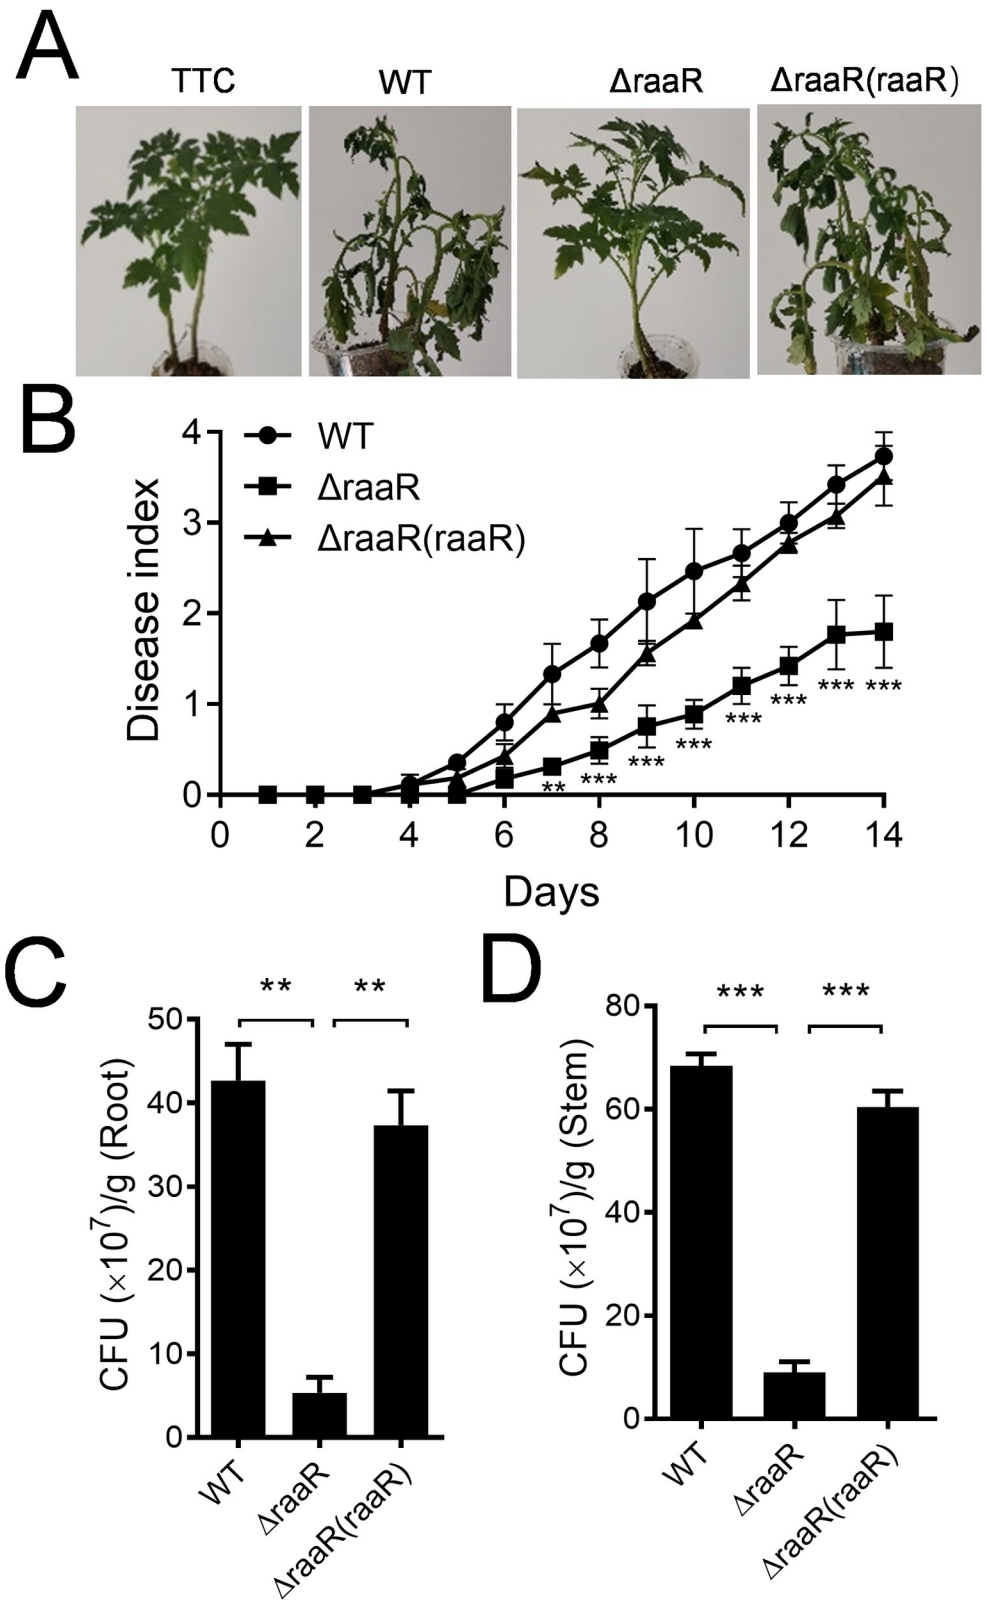 A
TTC WT ΔraaR ΔraaR(raaR)
B
WT
ΔraaR
ΔraaR(raaR)
Disease index
4
3
2
1
0
** *** *** *** *** *** *** ***
0 2 4 6 8 10 12 14
Days
C
** **
CFU (×10⁷)/g (Root)
50
40
30
20
10
0
WT
ΔraaR
ΔraaR(raaR)
D
*** ***
CFU (×10⁷)/g (Stem)
80
60
40
20
0
WT
ΔraaR
ΔraaR(raaR)